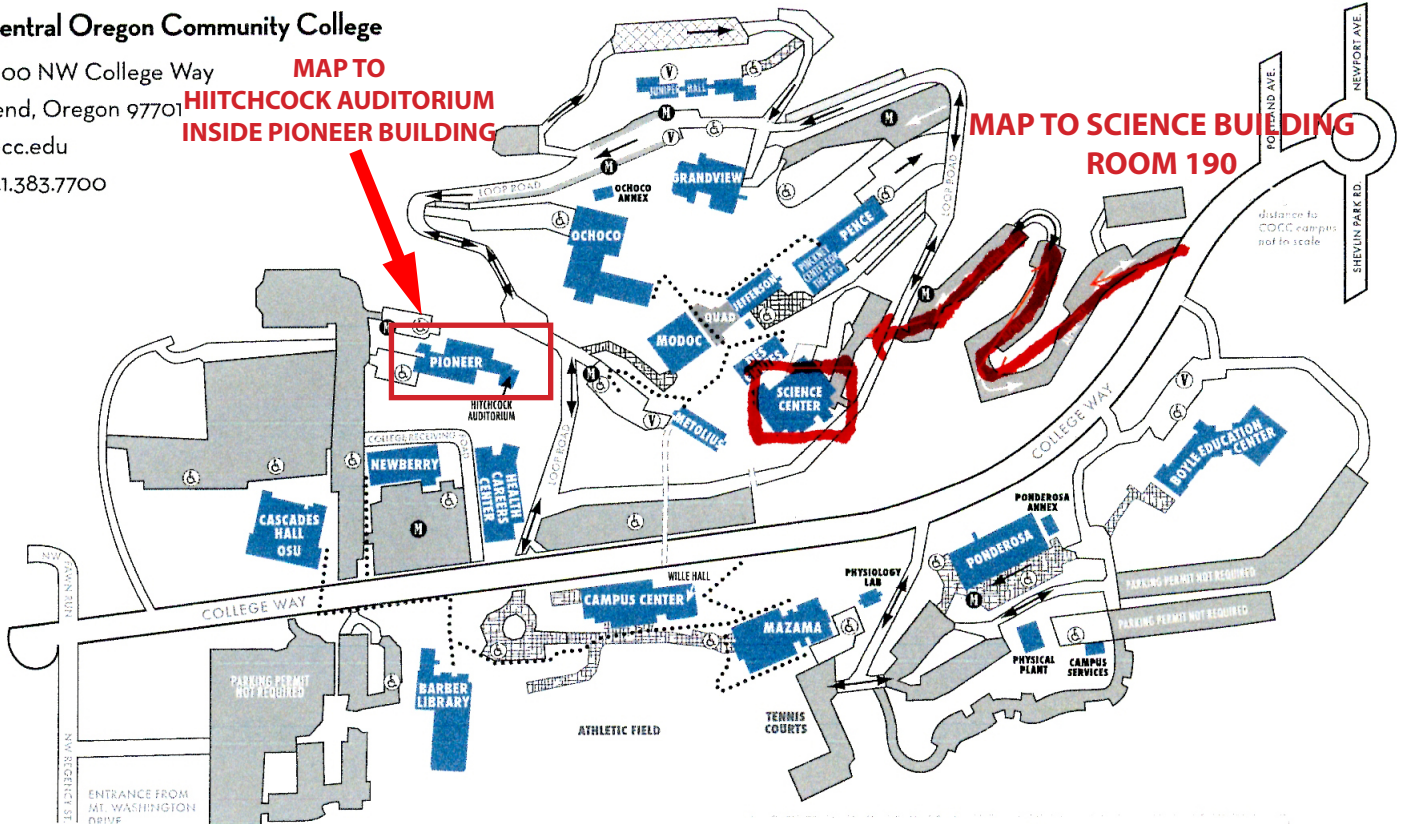 entral Oregon Community College
00 NW College Way
end, Oregon 97701
cc.edu
1.383.7700
MAP TO
HIITCHCOCK AUDITORIUM
INSIDE PIONEER BUILDING
MAP TO SCIENCE BUILDING
ROOM 190
NEWPORT AVE.
PORTLAND AVE.
SHEVLIN PARK RD.
distance to
COCC campus
not to scale
JUNIPER HALL
V
M
V
M
M
LOOP ROAD
OCHOCO
ANNEX
GRANDVIEW
LOOP ROAD
OCHOCO
PENCE
PINCKNEY
CENTER FOR
THE ARTS
JEFFERSON
QUAD
MODOC
M
M
PIONEER
HITCHCOCK
AUDITORIUM
M
V
METOLIUS
SCIENCE
CENTER
COLLEGE WAY
V
BOYLE EDUCATION
CENTER
COLLEGE RECEIVING ROAD
NEWBERRY
HEALTH
CAREERS
CENTER
LOOP ROAD
M
CASCADES
HALL
OSU
PONDEROSA
ANNEX
PONDEROSA
M
PARKING PERMIT NOT REQUIRED
PARKING PERMIT NOT REQUIRED
NW FAWN RUN
COLLEGE WAY
WILLE HALL
CAMPUS CENTER
PHYSIOLOGY
LAB
MAZAMA
PHYSICAL
PLANT
CAMPUS
SERVICES
PARKING PERMIT
NOT REQUIRED
BARBER
LIBRARY
ATHLETIC FIELD
TENNIS
COURTS
NW REGENCY ST.
ENTRANCE FROM
MT. WASHINGTON
DRIVE